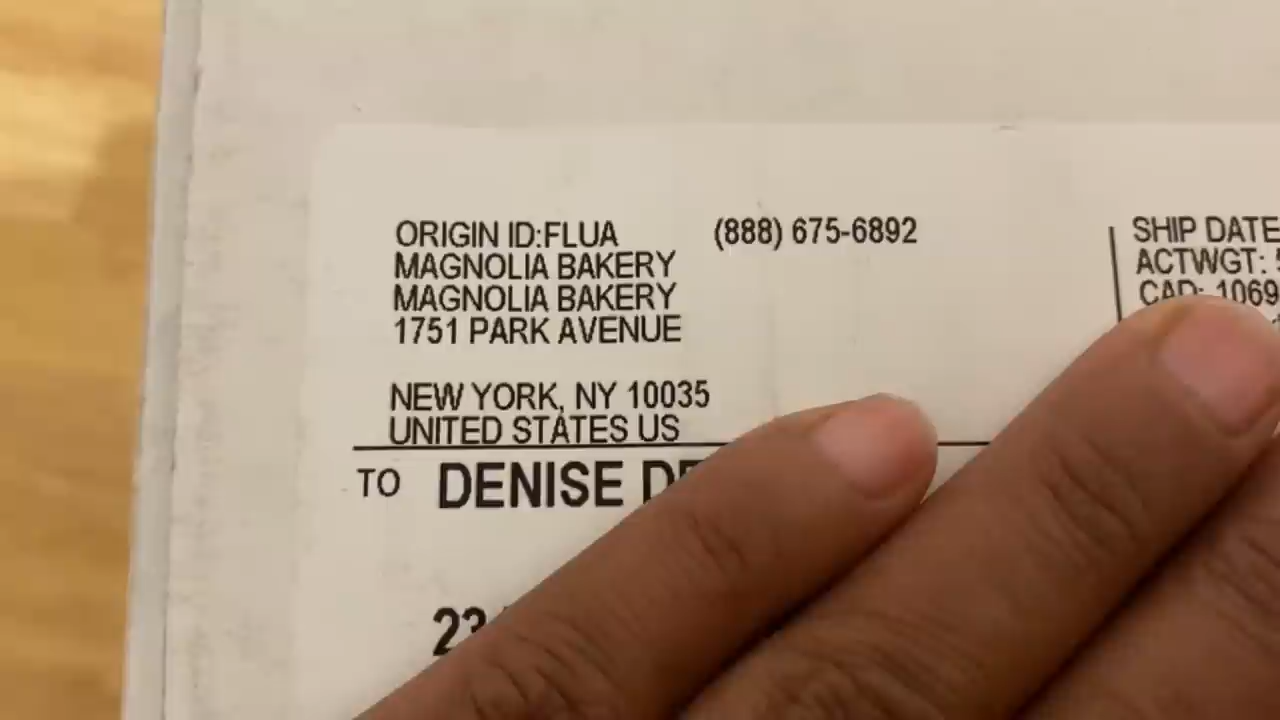 ORIGIN ID:FLUA (888) 675-6892
MAGNOLIA BAKERY
MAGNOLIA BAKERY
1751 PARK AVENUE
NEW YORK, NY 10035
UNITED STATES US
SHIP DATE
ACTWGT:
CAD: 1069
TO DENISE